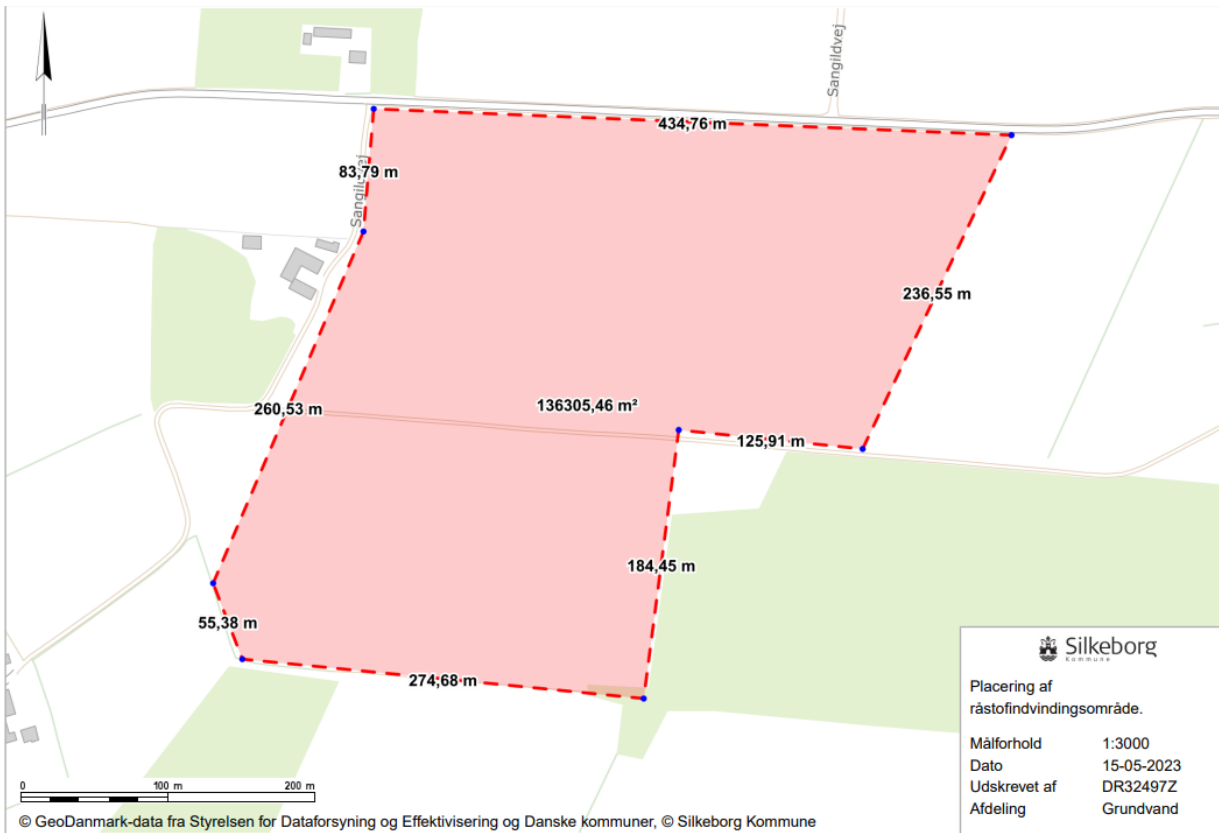 Sangildvej
434,76 m
83,79 m
Sangildvej
236,55 m
260,53 m
136305,46 m²
125,91 m
184,45 m
55,38 m
274,68 m
Silkeborg
Kommune
Placering af
råstofindvindingsområde.
Målforhold 1:3000
Dato 15-05-2023
Udskrevet af DR32497Z
Afdeling Grundvand
0 100 m 200 m
© GeoDanmark-data fra Styrelsen for Dataforsyning og Effektivisering og Danske kommuner, © Silkeborg Kommune